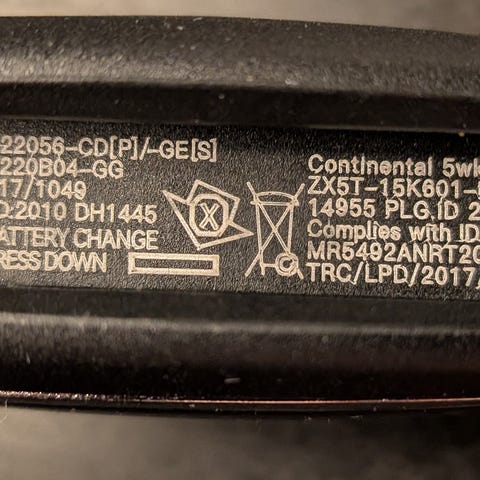 22056-CD[P]/-GE[S]
220B04-GG
17/1049
D:2010 DH1445
ATTERY CHANGE
RESS DOWN
X
Continental 5wk
ZX5T-15K601-
14955 PLG.ID 2
Complies with ID
MR5492ANRT20
TRC/LPD/2017/